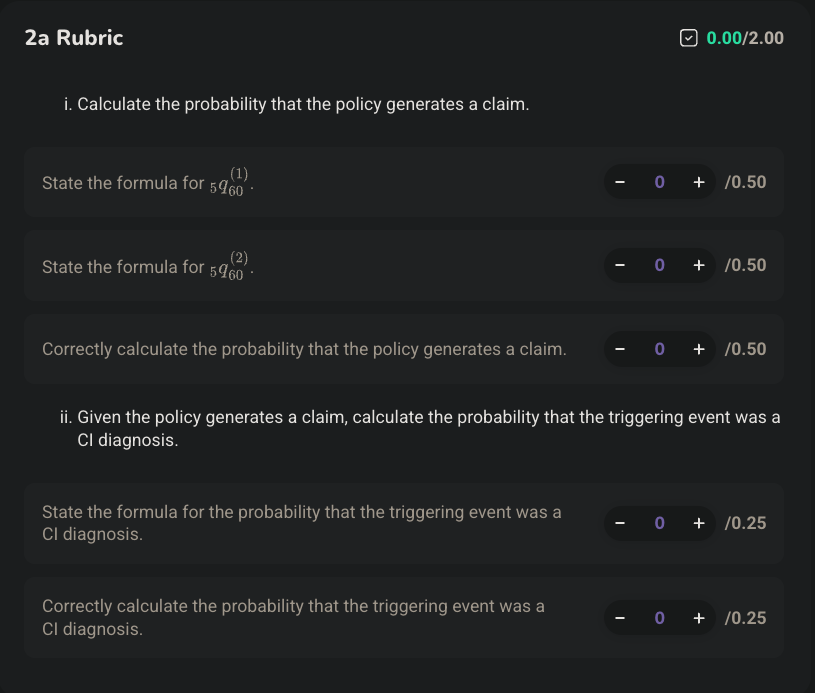 2a Rubric 0.00/2.00
i. Calculate the probability that the policy generates a claim.
State the formula for ₅q₆₀⁽¹⁾. − 0 + /0.50
State the formula for ₅q₆₀⁽²⁾. − 0 + /0.50
Correctly calculate the probability that the policy generates a claim. − 0 + /0.50
ii. Given the policy generates a claim, calculate the probability that the triggering event was a
CI diagnosis.
State the formula for the probability that the triggering event was a
CI diagnosis. − 0 + /0.25
Correctly calculate the probability that the triggering event was a
CI diagnosis. − 0 + /0.25